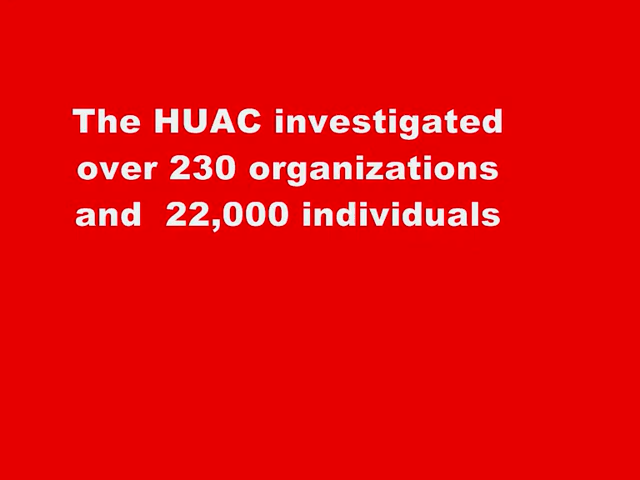 The HUAC investigated
over 230 organizations
and  22,000 individuals